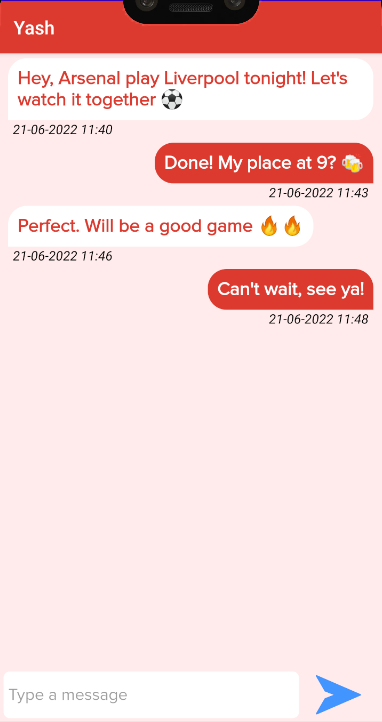 Yash
Hey, Arsenal play Liverpool tonight! Let's
watch it together ⚽
21-06-2022 11:40
Done! My place at 9? 🍻
21-06-2022 11:43
Perfect. Will be a good game 🔥🔥
21-06-2022 11:46
Can't wait, see ya!
21-06-2022 11:48
Type a message